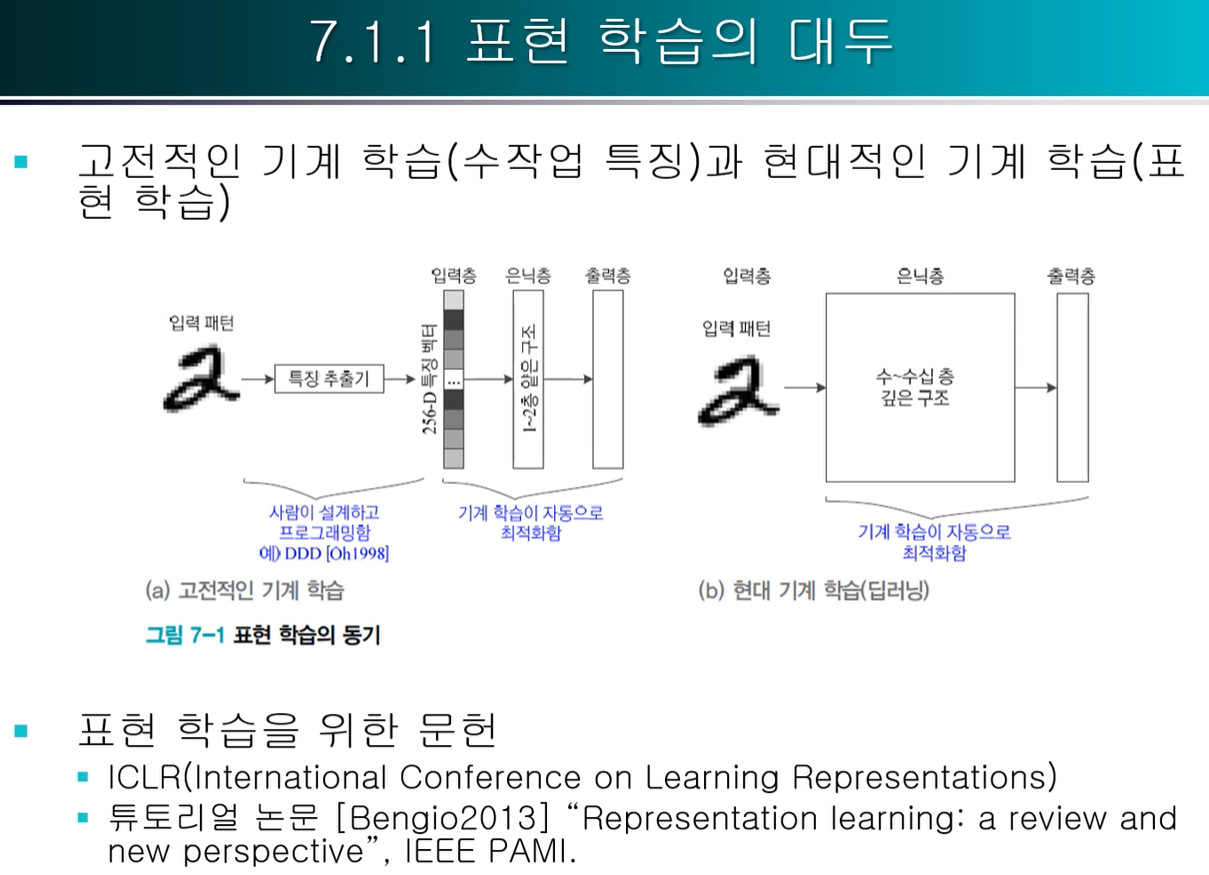 7.1.1 표현 학습의 대두
고전적인 기계 학습(수작업 특징)과 현대적인 기계 학습(표
현 학습)
입력 패턴
특징 추출기
256-D 특징 벡터
입력층
...
은닉층
1~2층 얕은 구조
출력층
사람이 설계하고
프로그래밍함
예) DDD [Oh1998]
기계 학습이 자동으로
최적화함
(a) 고전적인 기계 학습
입력층
입력 패턴
은닉층
수~수십 층
깊은 구조
출력층
기계 학습이 자동으로
최적화함
(b) 현대 기계 학습(딥러닝)
그림 7-1 표현 학습의 동기
표현 학습을 위한 문헌
ICLR(International Conference on Learning Representations)
튜토리얼 논문 [Bengio2013] “Representation learning: a review and
new perspective”, IEEE PAMI.